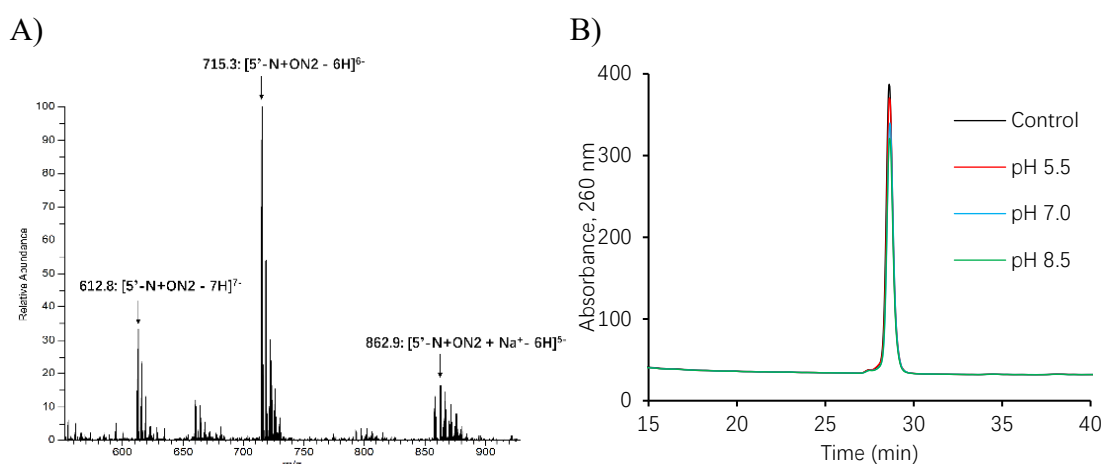 A)
715.3: [5'-N+ON2 - 6H]6-
612.8: [5'-N+ON2 - 7H]7-
862.9: [5'-N+ON2 + Na+- 6H]5-
Relative Abundance
100
90
80
70
60
50
40
30
20
10
0
600
650
700
750
800
850
900
B)
Absorbance, 260 nm
400
300
200
100
0
15
20
25
30
35
40
Time (min)
Control
pH 5.5
pH 7.0
pH 8.5